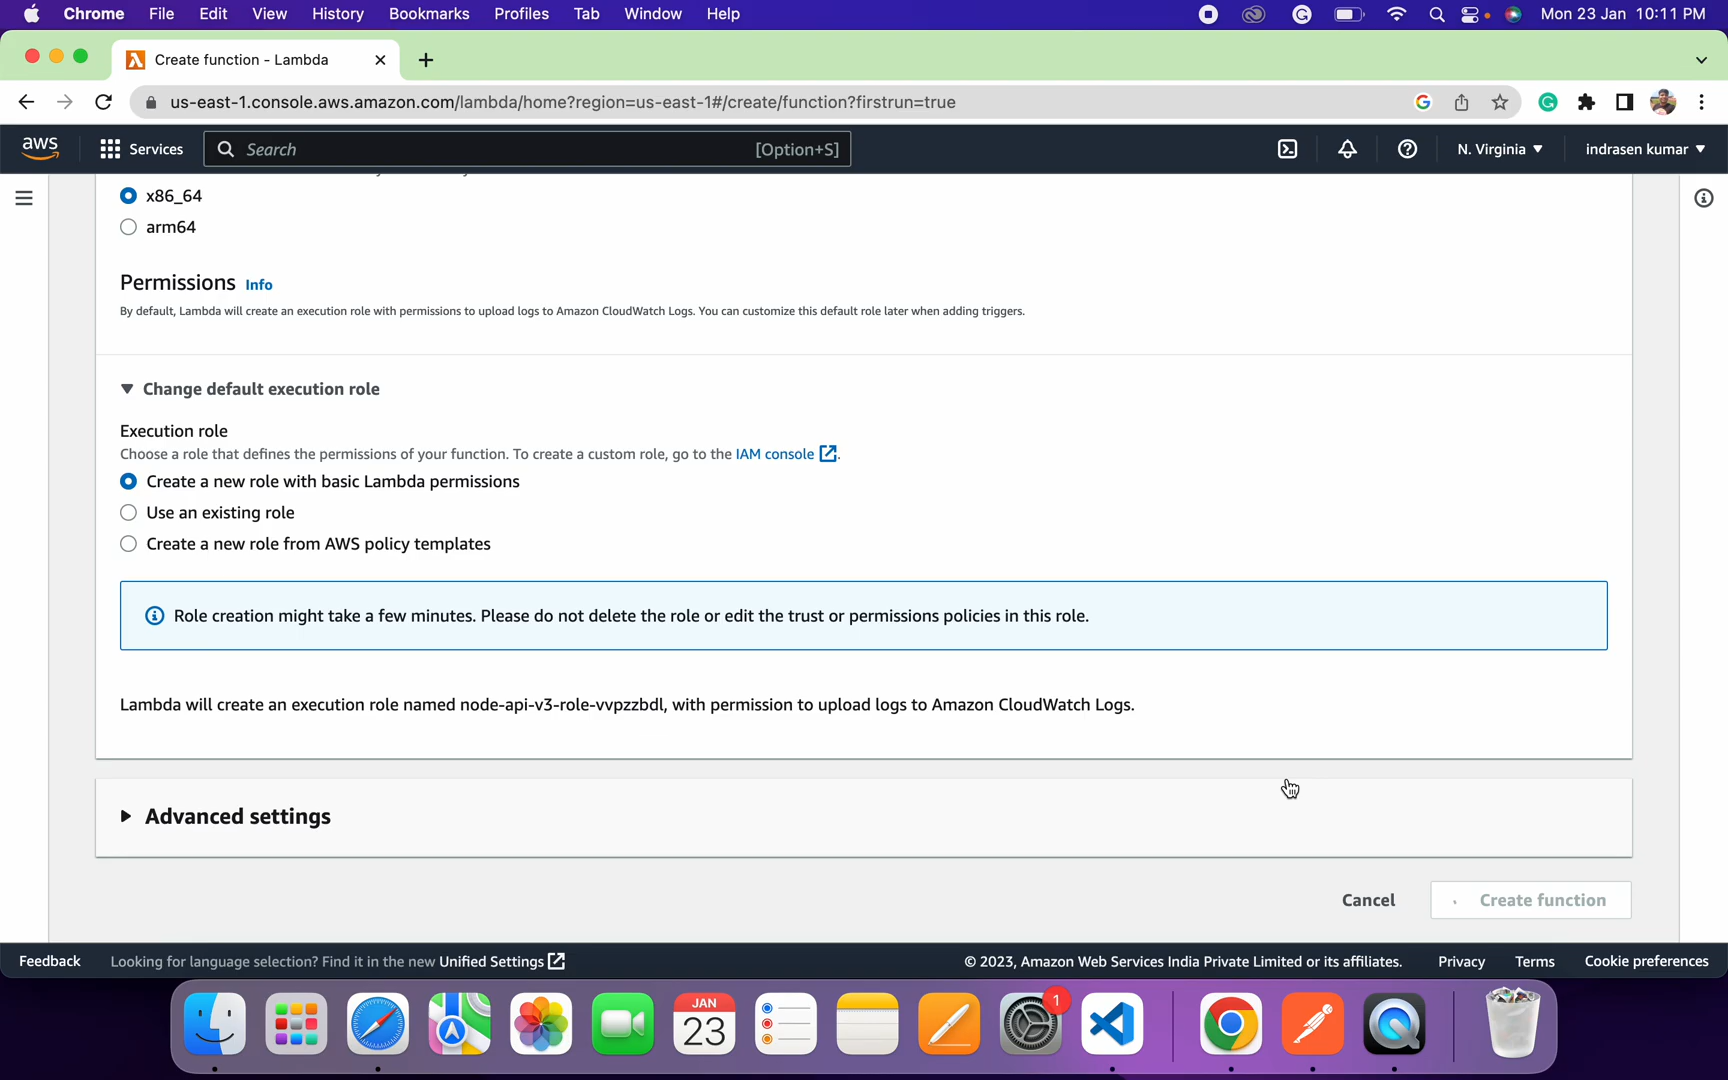 Chrome File Edit View History Bookmarks Profiles Tab Window Help Mon 23 Jan 10:11 PM
Create function - Lambda
us-east-1.console.aws.amazon.com/lambda/home?region=us-east-1#/create/function?firstrun=true
aws Services Search [Option+S] N. Virginia indrasen kumar
x86_64
arm64
Permissions Info
By default, Lambda will create an execution role with permissions to upload logs to Amazon CloudWatch Logs. You can customize this default role later when adding triggers.
Change default execution role
Execution role
Choose a role that defines the permissions of your function. To create a custom role, go to the IAM console.
Create a new role with basic Lambda permissions
Use an existing role
Create a new role from AWS policy templates
Role creation might take a few minutes. Please do not delete the role or edit the trust or permissions policies in this role.
Lambda will create an execution role named node-api-v3-role-vvpzzbdl, with permission to upload logs to Amazon CloudWatch Logs.
Advanced settings
Cancel Create function
Feedback Looking for language selection? Find it in the new Unified Settings © 2023, Amazon Web Services India Private Limited or its affiliates. Privacy Terms Cookie preferences
JAN
23
1